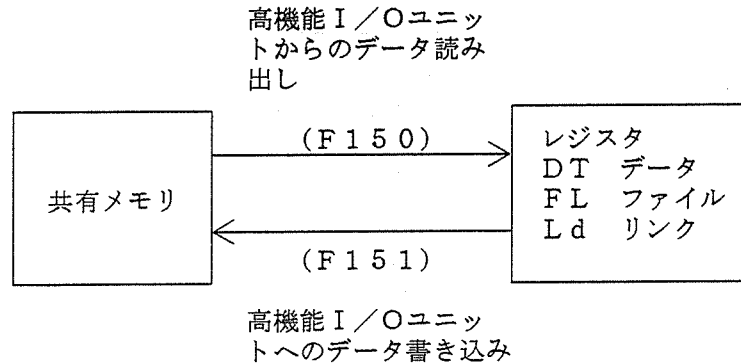 高機能Ｉ／Ｏユニッ
トからのデータ読み
出し
(Ｆ１５０)
共有メモリ
レジスタ
ＤＴ　データ
ＦＬ　ファイル
Ｌｄ　リンク
(Ｆ１５１)
高機能Ｉ／Ｏユニッ
トへのデータ書き込み